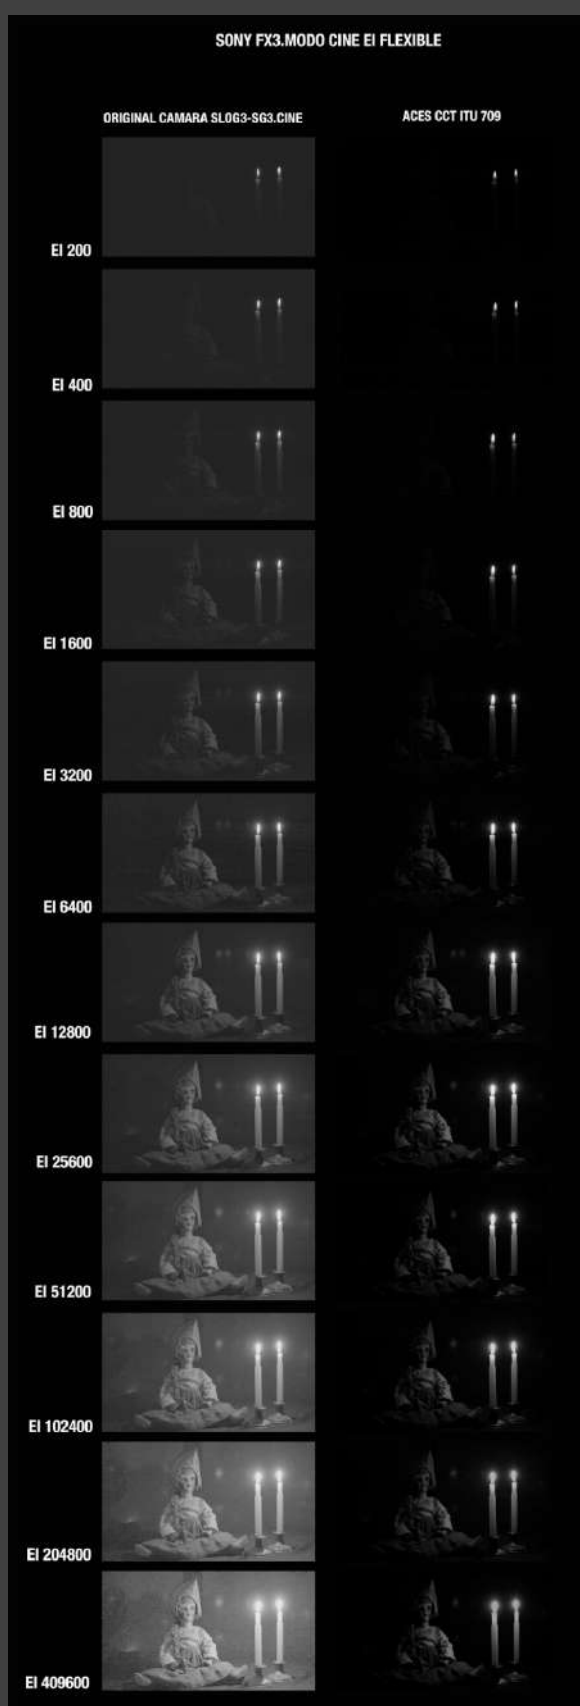 SONY FX3.MODO CINE EI FLEXIBLE
ORIGINAL CAMARA SLOG3-SG3.CINE
ACES CCT ITU 709
EI 200
EI 400
EI 800
EI 1600
EI 3200
EI 6400
EI 12800
EI 25600
EI 51200
EI 102400
EI 204800
EI 409600